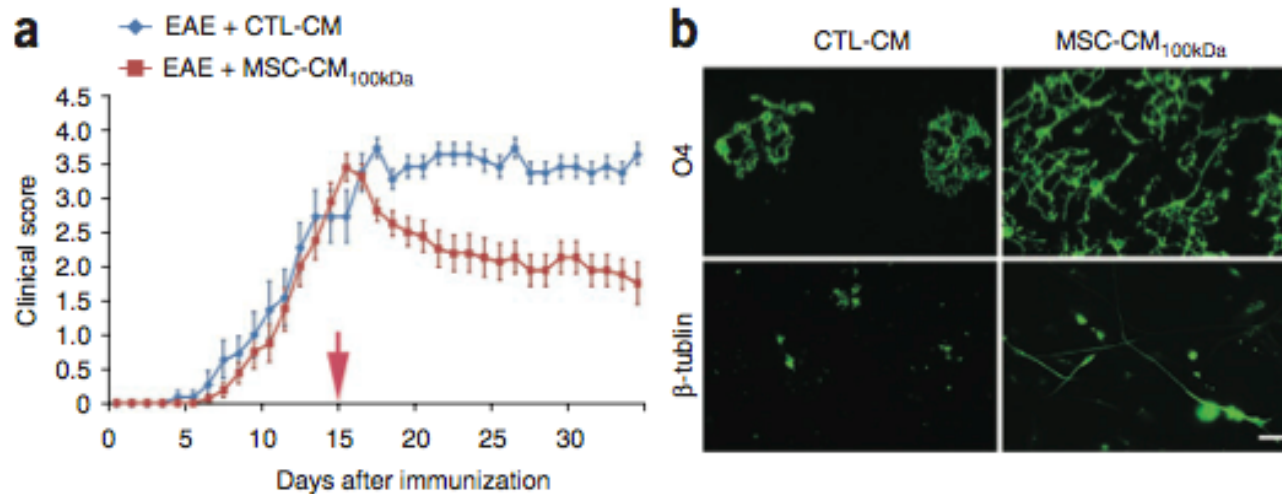 a
EAE + CTL-CM
EAE + MSC-CM100kDa
Clinical score
4.5
4.0
3.5
3.0
2.5
2.0
1.5
1.0
0.5
0
0 5 10 15 20 25 30
Days after immunization
b
CTL-CM MSC-CM100kDa
O4
β-tublin